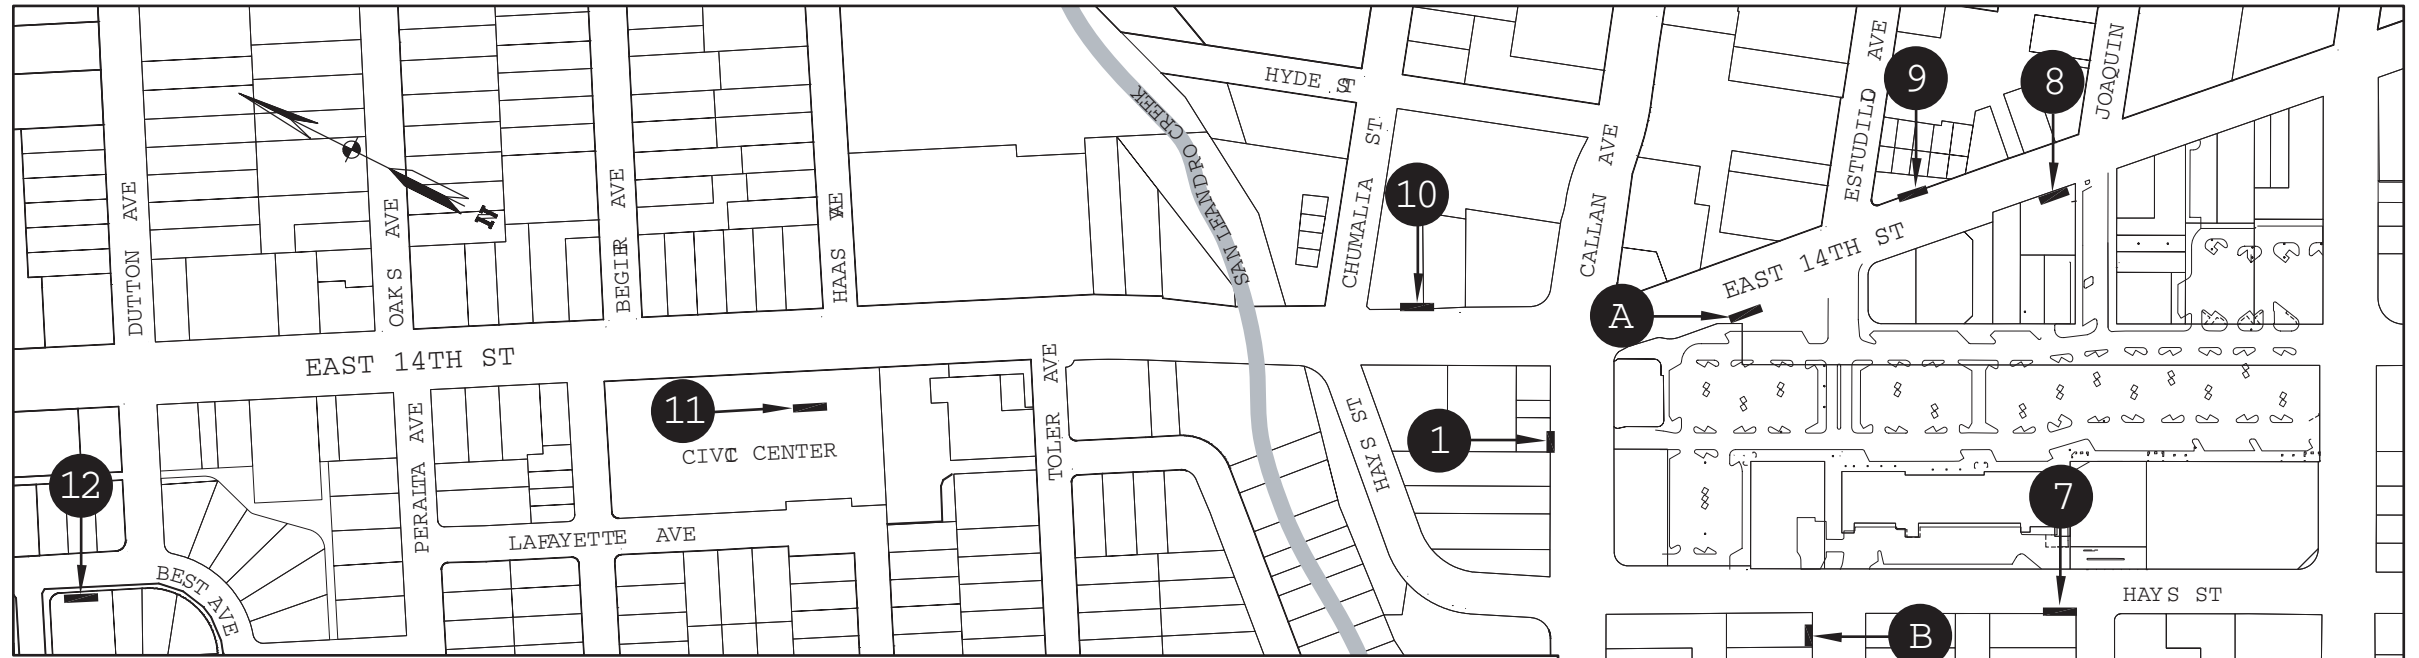 HYDE ST
JOAQUIN
ESTUDILLO AVE
9
8
SAN LEANDRO CREEK
CHUMALIA ST
CALLAN AVE
10
DUTTON AVE
OAKS AVE
N
BEGIER AVE
HAAS AVE
EAST 14TH ST
A
EAST 14TH ST
TOLER AVE
11
CIVIC CENTER
PERALTA AVE
HAYS ST
1
12
7
LAFAYETTE AVE
BEST AVE
HAYS ST
B